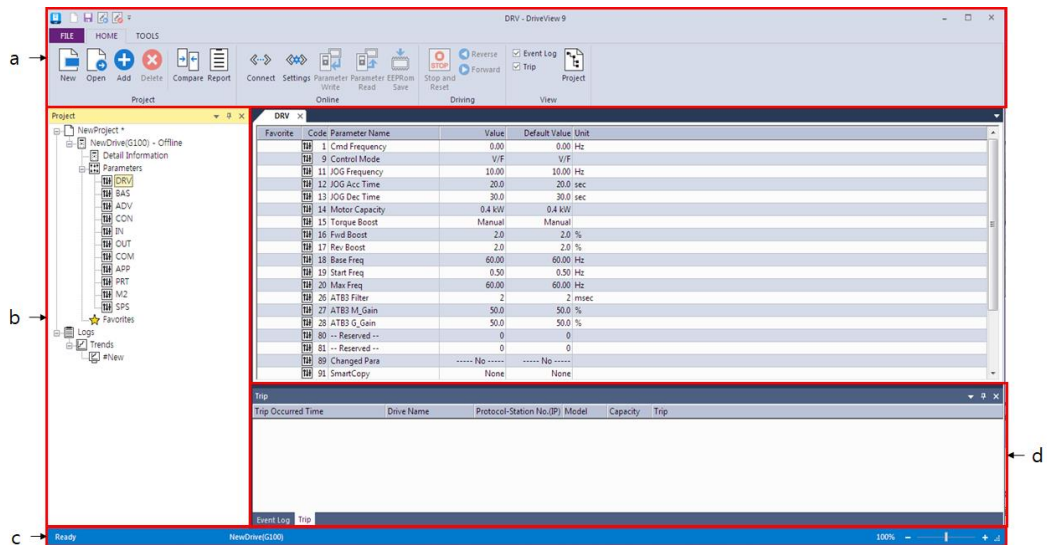 DRV - DriveView 9
FILE HOME TOOLS
a
New Open Add Delete Compare Report Connect Settings Parameter Write Parameter Read EEPRom Save STOP Stop and Reset Reverse Forward Event Log Trip Project
Project Online Driving View
Project
NewProject *
NewDrive(G100) - Offline
Detail Information
Parameters
DRV
BAS
ADV
CON
IN
OUT
COM
APP
PRT
M2
SPS
Favorites
Logs
Trends
#New
b
DRV
Favorite Code Parameter Name Value Default Value Unit
1 Cmd Frequency 0.00 0.00 Hz
9 Control Mode V/F V/F
11 JOG Frequency 10.00 10.00 Hz
12 JOG Acc Time 20.0 20.0 sec
13 JOG Dec Time 30.0 30.0 sec
14 Motor Capacity 0.4 kW 0.4 kW
15 Torque Boost Manual Manual
16 Fwd Boost 2.0 2.0 %
17 Rev Boost 2.0 2.0 %
18 Base Freq 60.00 60.00 Hz
19 Start Freq 0.50 0.50 Hz
20 Max Freq 60.00 60.00 Hz
26 ATB3 Filter 2 2 msec
27 ATB3 M_Gain 50.0 50.0 %
28 ATB3 G_Gain 50.0 50.0 %
80 -- Reserved -- 0 0
81 -- Reserved -- 0 0
89 Changed Para ----- No ----- ----- No -----
91 SmartCopy None None
Trip
Trip Occurred Time Drive Name Protocol-Station No.(IP) Model Capacity Trip
d
Event Log Trip
c
Ready NewDrive(G100) 100%